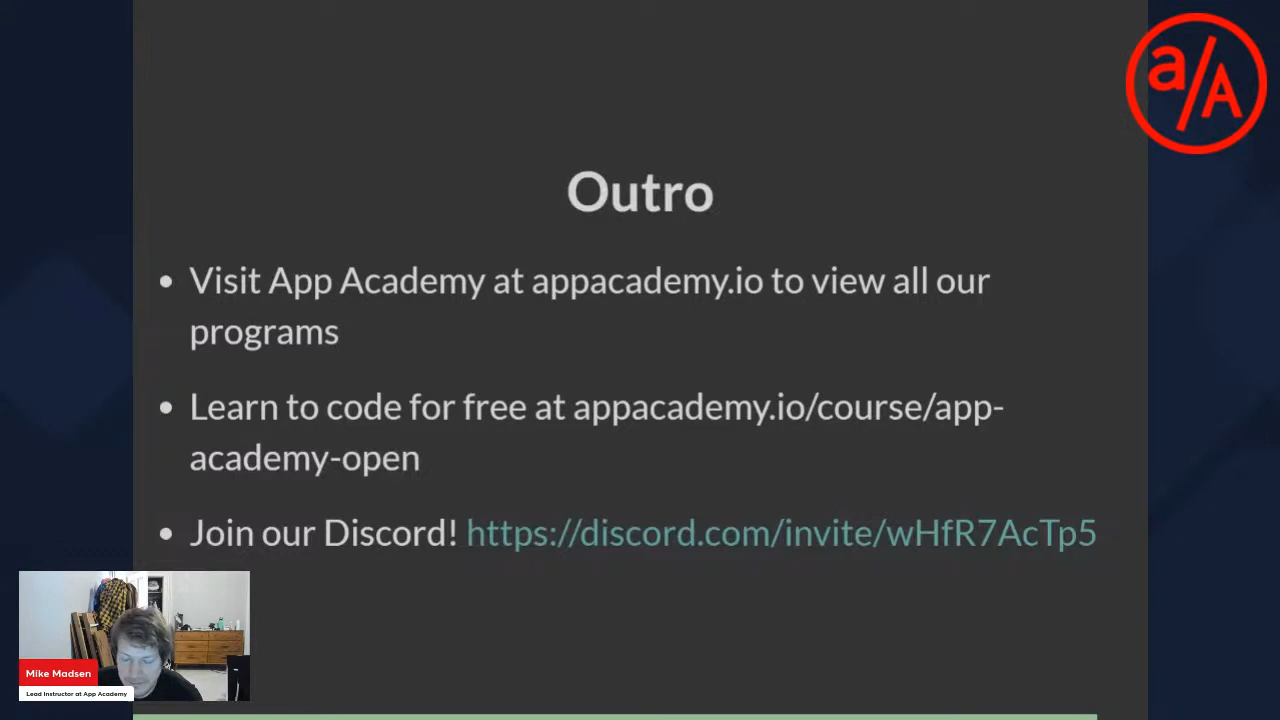 a/A
Outro
• Visit App Academy at appacademy.io to view all our
programs
• Learn to code for free at appacademy.io/course/app-
academy-open
• Join our Discord! https://discord.com/invite/wHfR7AcTp5
Mike Madsen
Lead Instructor at App Academy